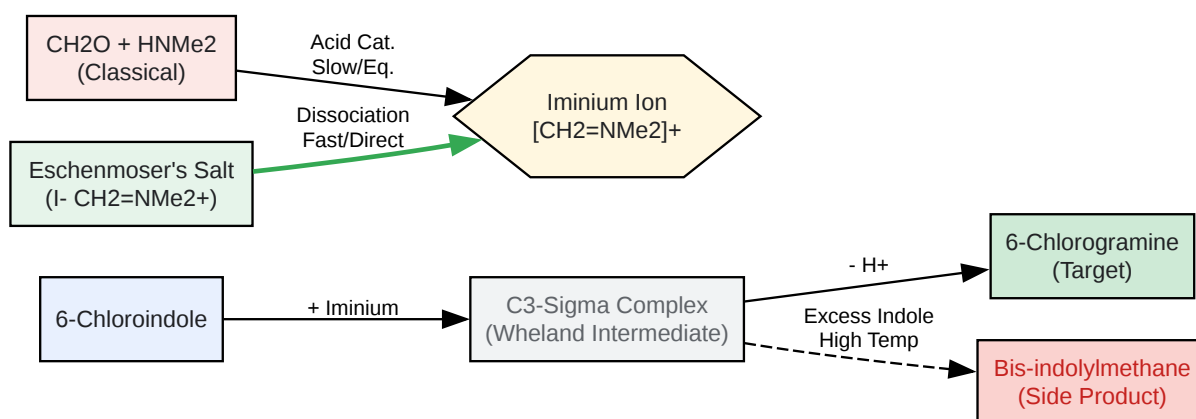 CH2O + HNMe2
(Classical)
Acid Cat.
Slow/Eq.
Iminium Ion
[CH2=NMe2]+
Dissociation
Fast/Direct
Eschenmoser's Salt
(I- CH2=NMe2+)
6-Chloroindole
+ Iminium
C3-Sigma Complex
(Wheland Intermediate)
- H+
6-Chlorogramine
(Target)
Excess Indole
High Temp
Bis-indolylmethane
(Side Product)